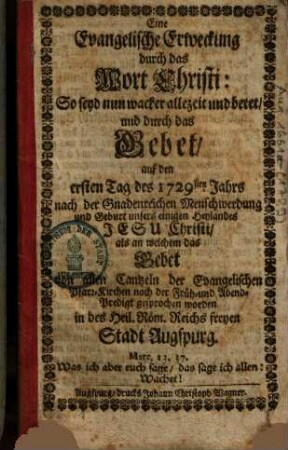 Eine
Evangelische Erweckung
durch das
Wort Christi:
So seyd nun wacker allezeit und betet/
und durch das
Gebet/
auf den
ersten Tag des 1729sten Jahrs
nach der Gnadenreichen Menschwerdung
und Geburt unsers einigen Heylandes
JESU Christi/
als an welchem das
Gebet
von allen Cantzeln der Evangelischen
Pfarr-Kirchen nach der Früh-und Abend-
Predigt gesprochen worden
in des Heil. Röm. Reichs freyen
Stadt Augspurg.
Marc. 13, 37.
Was ich aber euch sage/ das sage ich allen:
Wachet!
Augspurg/ druckts Johann Christoph Wagner.